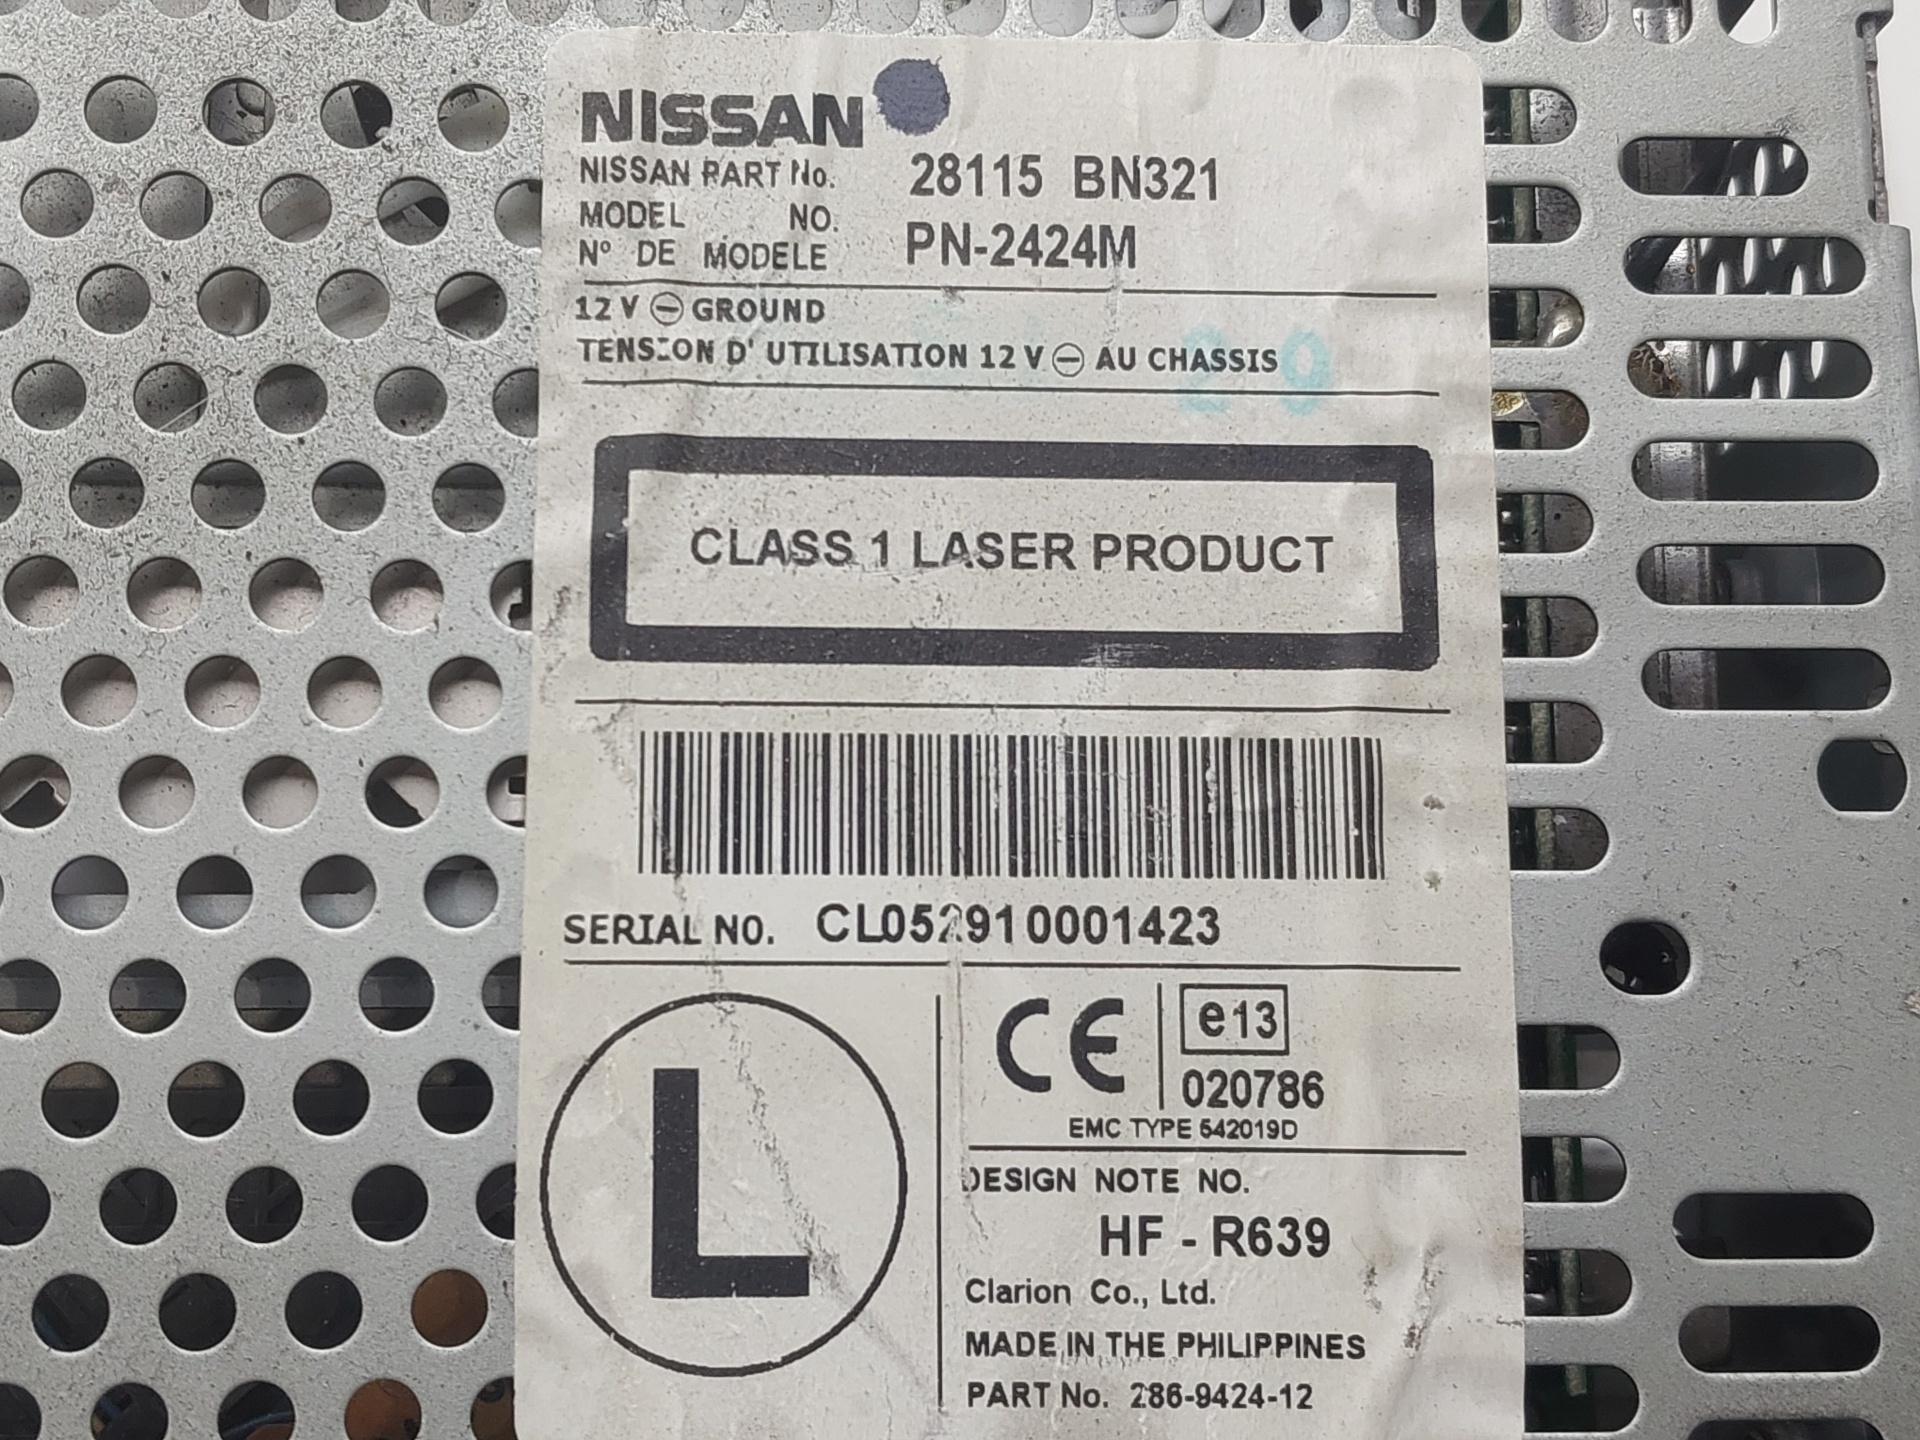 NISSAN
NISSAN PART No. 28115 BN321
MODEL NO.
N° DE MODELE PN-2424M
12 V ⊖ GROUND
TENSION D' UTILISATION 12 V ⊖ AU CHASSIS
29
CLASS 1 LASER PRODUCT
SERIAL NO. CL052910001423
L
CE
e13
020786
EMC TYPE 542019D
DESIGN NOTE NO.
HF - R639
Clarion Co., Ltd.
MADE IN THE PHILIPPINES
PART No. 286-9424-12